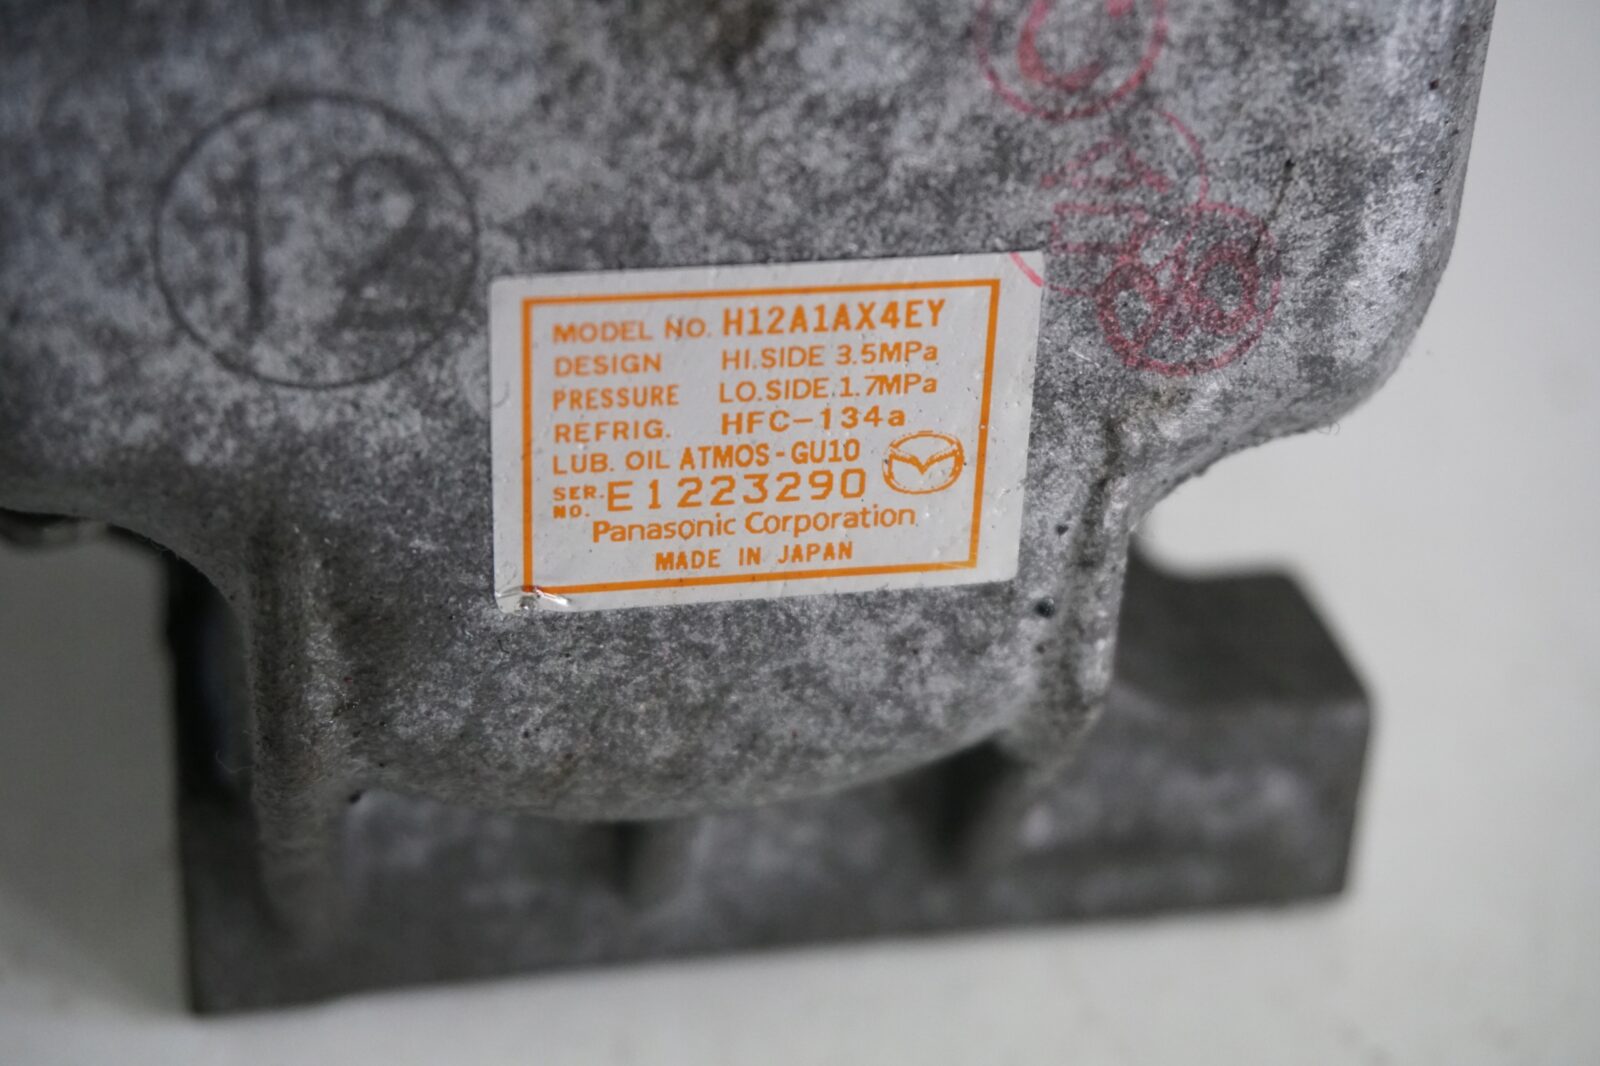 12
MODEL NO. H12A1AX4EY
DESIGN HI.SIDE 3.5MPa
PRESSURE LO.SIDE 1.7MPa
REFRIG. HFC-134a
LUB. OIL ATMOS-GU10
SER. NO. E1223290
Panasonic Corporation
MADE IN JAPAN